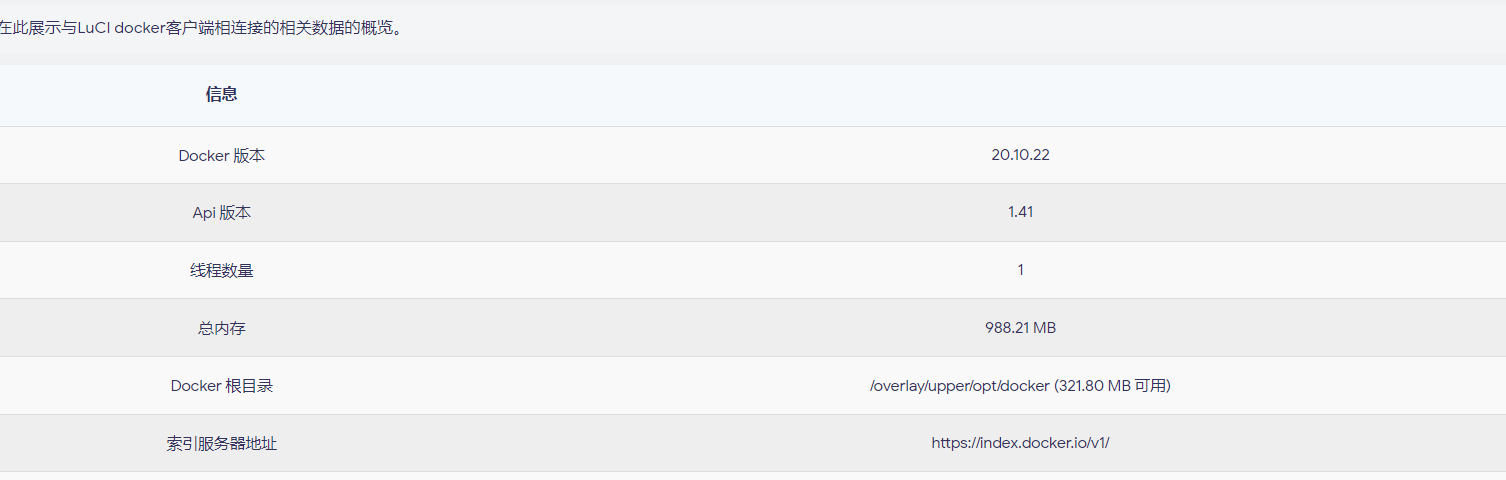 在此展示与LuCI docker客户端相连接的相关数据的概览。
信息
Docker 版本 20.10.22
Api 版本 1.41
线程数量 1
总内存 988.21 MB
Docker 根目录 /overlay/upper/opt/docker (321.80 MB 可用)
索引服务器地址 https://index.docker.io/v1/